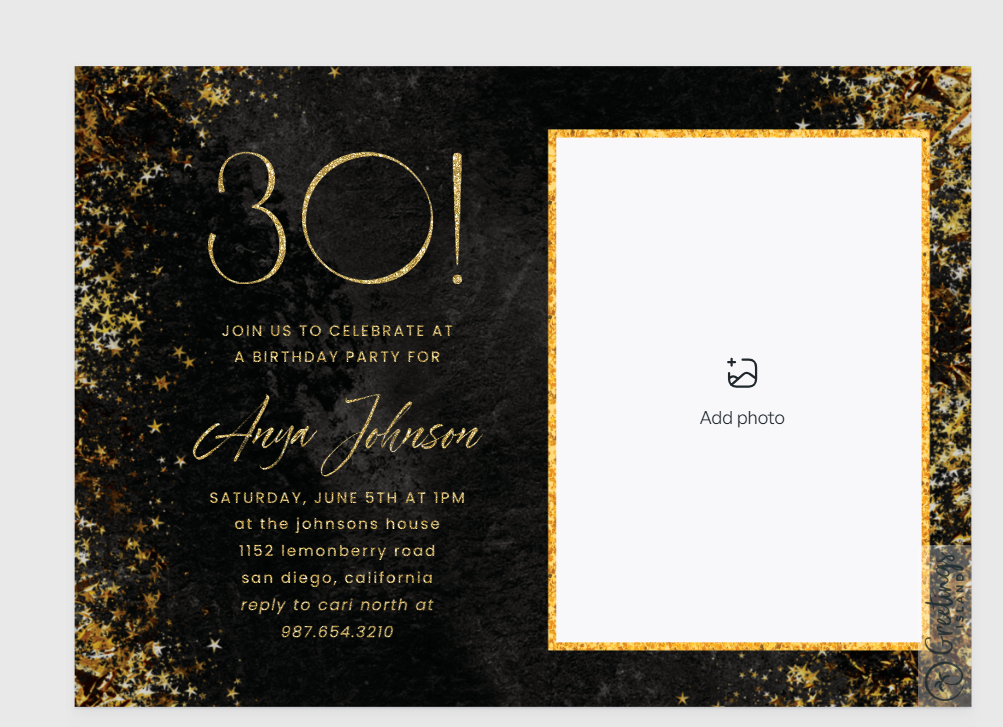 30!
JOIN US TO CELEBRATE AT
A BIRTHDAY PARTY FOR
Anya Johnson
SATURDAY, JUNE 5TH AT 1PM
at the johnsons house
1152 lemonberry road
san diego, california
reply to cari north at
987.654.3210
Add photo
Greetings
ISLAND